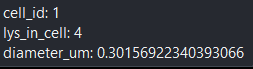 cell_id: 1
lys_in_cell: 4
diameter_um: 0.30156922340393066